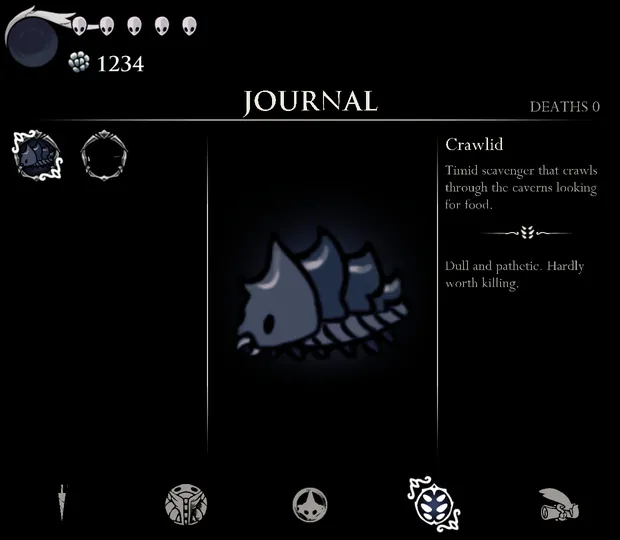 1234
JOURNAL
DEATHS 0
Crawlid
Timid scavenger that crawls
through the caverns looking
for food.
Dull and pathetic. Hardly
worth killing.